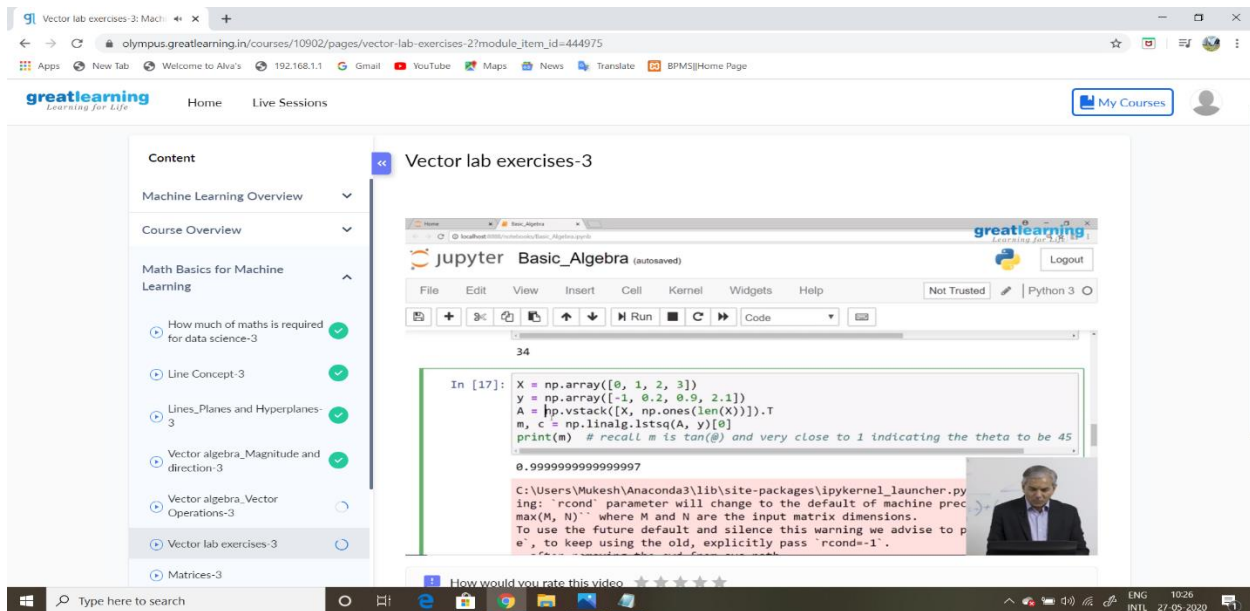 Vector lab exercises-3: Mach
olympus.greatlearning.in/courses/10902/pages/vector-lab-exercises-2?module_item_id=444975
Apps New Tab Welcome to Alva's 192.168.1.1 Gmail YouTube Maps News Translate BPMS||Home Page
greatlearning
Learning for Life
Home Live Sessions
My Courses
Content
Machine Learning Overview
Course Overview
Math Basics for Machine
Learning
How much of maths is required
for data science-3
Line Concept-3
Lines_Planes and Hyperplanes-
3
Vector algebra_Magnitude and
direction-3
Vector algebra_Vector
Operations-3
Vector lab exercises-3
Matrices-3
Vector lab exercises-3
Home Basic_Algebra
localhost:8888/notebooks/Basic_Algebra.ipynb
greatlearning
Learning for Life
jupyter Basic_Algebra (autosaved)
Logout
File Edit View Insert Cell Kernel Widgets Help
Not Trusted Python 3
Run Code
34
In [17]: X = np.array([0, 1, 2, 3])
y = np.array([-1, 0.2, 0.9, 2.1])
A = np.vstack([X, np.ones(len(X))]).T
m, c = np.linalg.lstsq(A, y)[0]
print(m) # recall m is tan(@) and very close to 1 indicating the theta to be 45
0.9999999999999997
C:\Users\Mukesh\Anaconda3\lib\site-packages\ipykernel_launcher.py
ing: `rcond` parameter will change to the default of machine prec
max(M, N)`` where M and N are the input matrix dimensions.
To use the future default and silence this warning we advise to p
e`, to keep using the old, explicitly pass `rcond=-1`.
How would you rate this video
Type here to search
ENG 10:26
INTL 27-05-2020